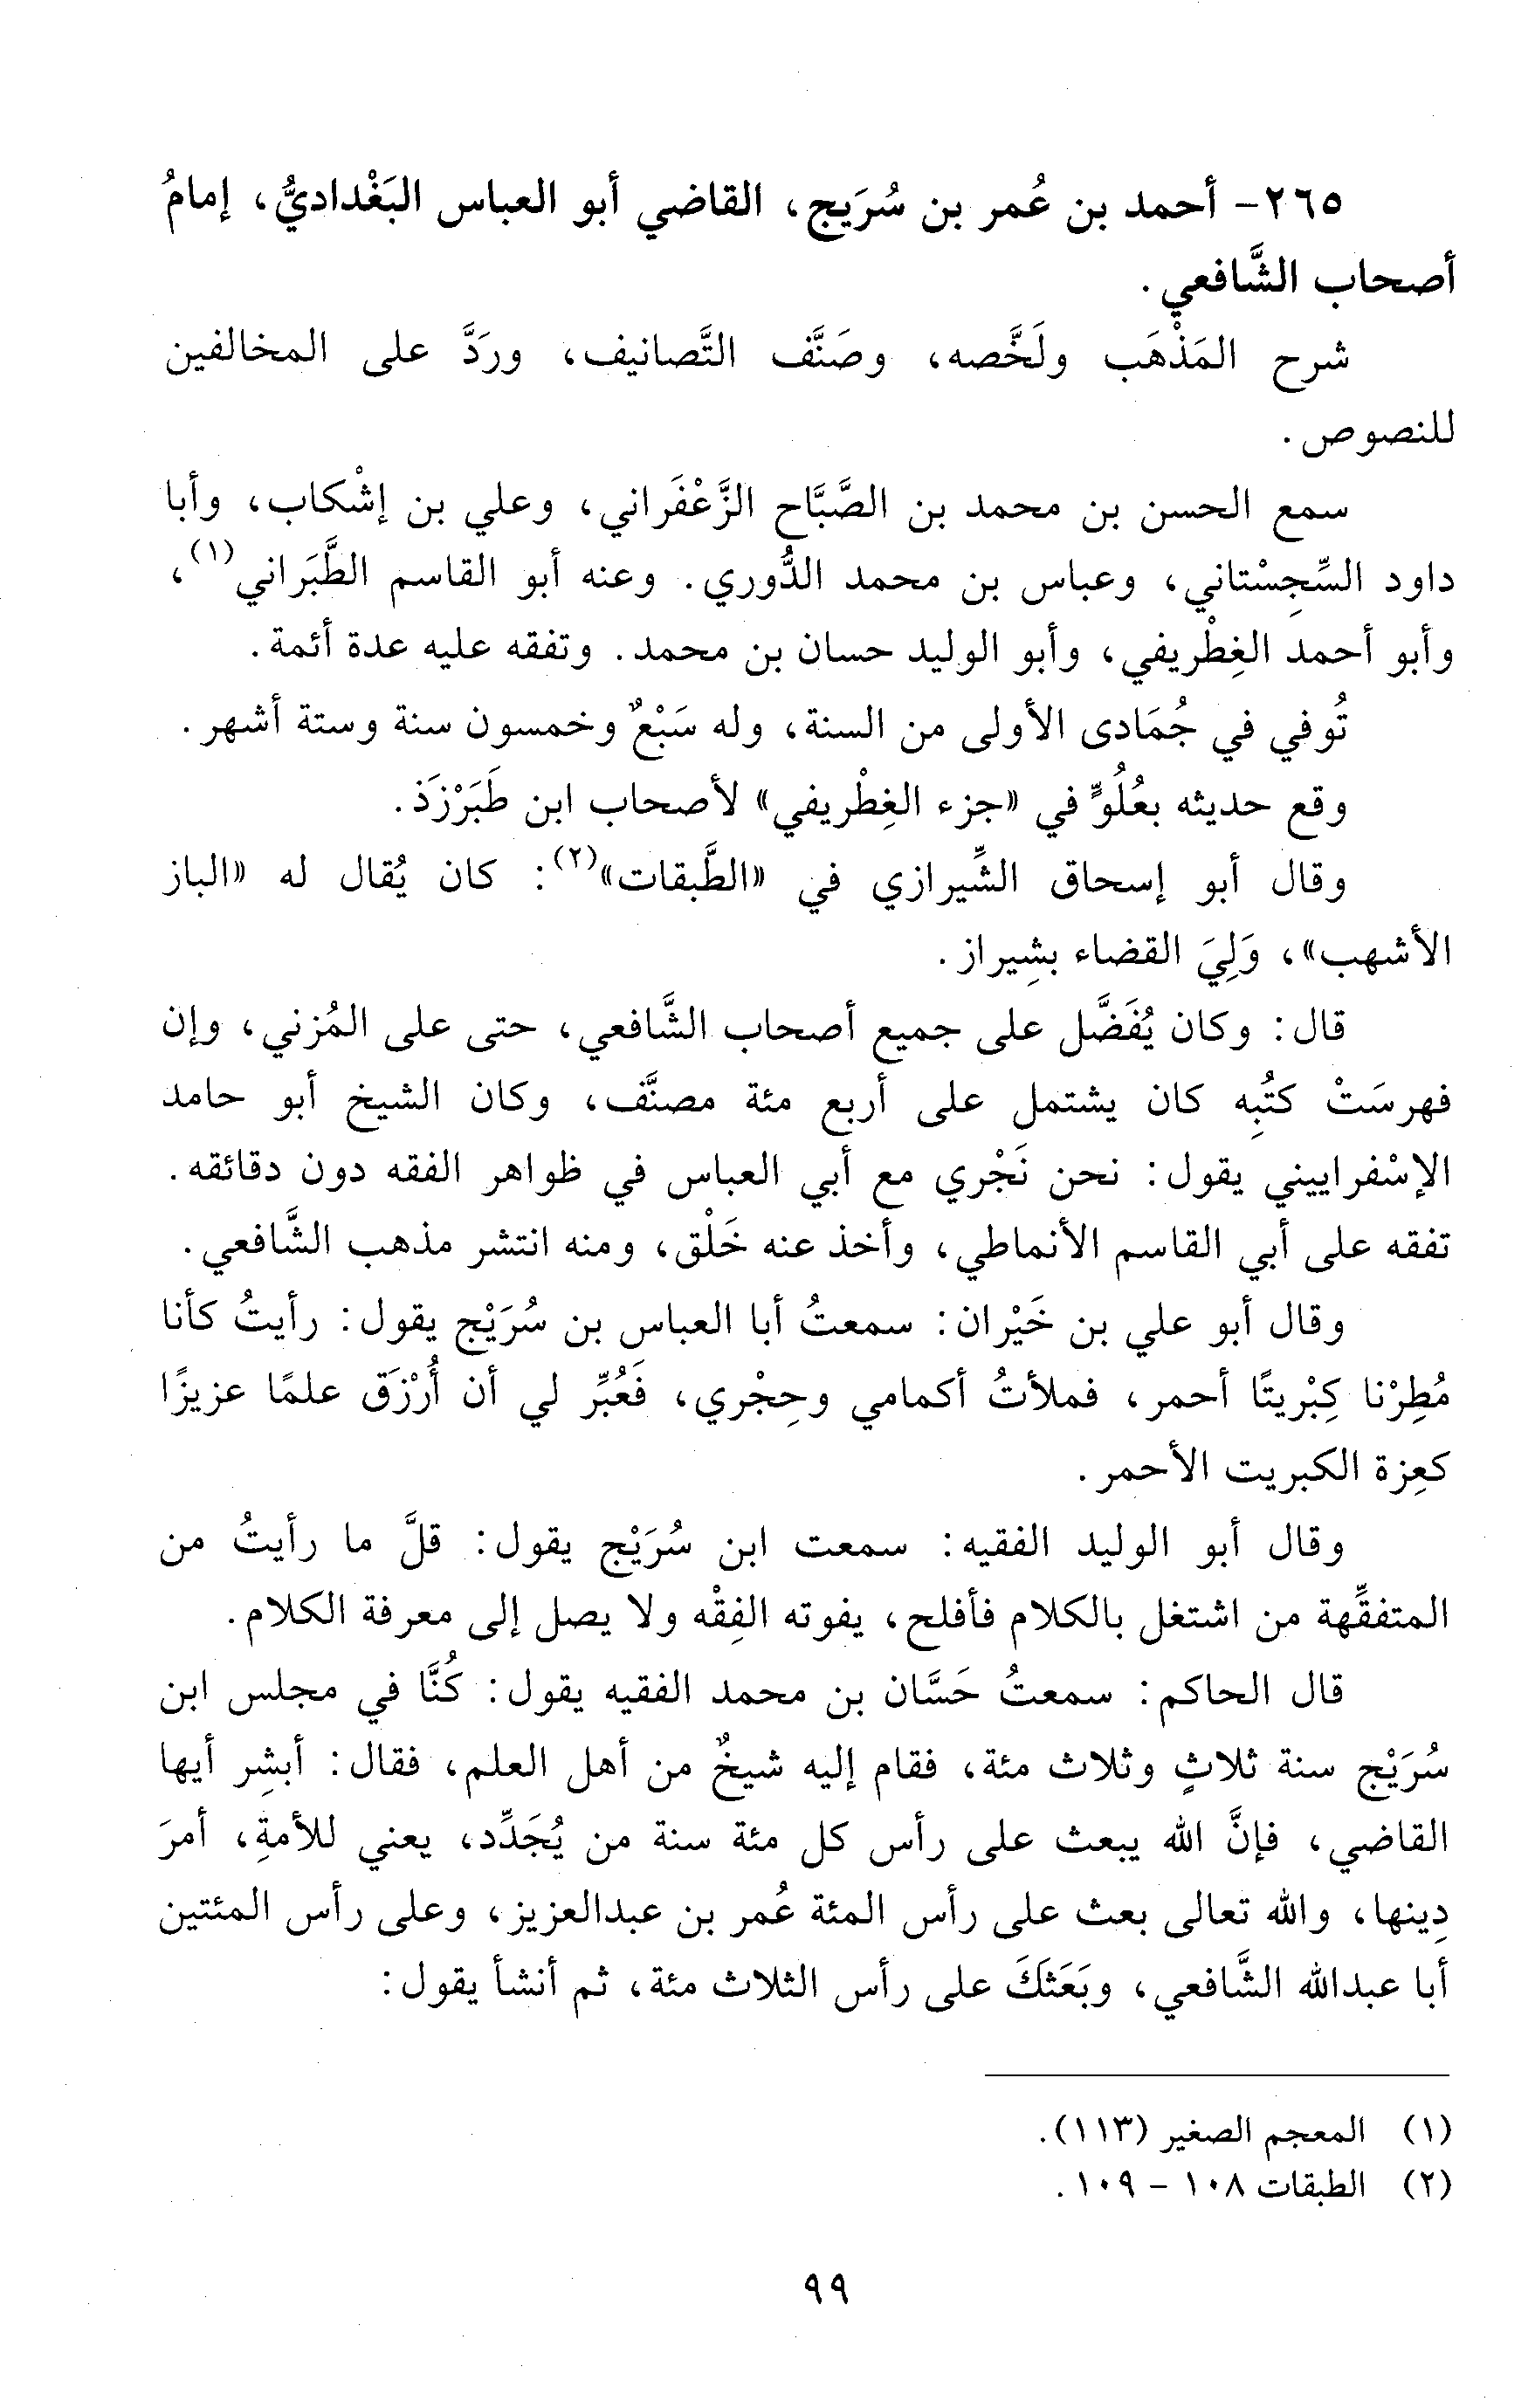 ٢٦٥- أحمد بن عُمر بن سُرَيج، القاضي أبو العباس البَغْداديُّ، إمامُ
أصحاب الشَّافعي.
شرح المَذْهَب ولَخَّصه، وصَنَّف التَّصانيف، ورَدَّ على المخالفين
للنصوص.
سمع الحسن بن محمد بن الصَّبَّاح الزَّعْفَراني، وعلي بن إشْكاب، وأبا
داود السِّجِسْتاني، وعباس بن محمد الدُّوري. وعنه أبو القاسم الطَّبَراني(١)،
وأبو أحمد الغِطْريفي، وأبو الوليد حسان بن محمد. وتفقه عليه عدة أئمة.
تُوفي في جُمَادى الأولى من السنة، وله سَبْعٌ وخمسون سنة وستة أشهر.
وقع حديثه بعُلُوٍّ في «جزء الغِطْريفي» لأصحاب ابن طَبَرْزَذ.
وقال أبو إسحاق الشِّيرازي في «الطَّبقات»(٢): كان يُقال له «الباز
الأشهب»، وَلِيَ القضاء بشِيراز.
قال: وكان يُفَضَّل على جميع أصحاب الشَّافعي، حتى على المُزني، وإن
فهرسَتْ كتُبِه كان يشتمل على أربع مئة مصنَّف، وكان الشيخ أبو حامد
الإسْفراييني يقول: نحن نَجْري مع أبي العباس في ظواهر الفقه دون دقائقه.
تفقه على أبي القاسم الأنماطي، وأخذ عنه خَلْق، ومنه انتشر مذهب الشَّافعي.
وقال أبو علي بن خَيْران: سمعتُ أبا العباس بن سُرَيْج يقول: رأيتُ كأنا
مُطِرْنا كِبْريتًا أحمر، فملأتُ أكمامي وحِجْري، فَعُبِّر لي أن أُرْزَق علمًا عزيزًا
كعِزة الكبريت الأحمر.
وقال أبو الوليد الفقيه: سمعت ابن سُرَيْج يقول: قلَّ ما رأيتُ من
المتفقِّهة من اشتغل بالكلام فأفلح، يفوته الفِقْه ولا يصل إلى معرفة الكلام.
قال الحاكم: سمعتُ حَسَّان بن محمد الفقيه يقول: كُنَّا في مجلس ابن
سُرَيْج سنة ثلاثٍ وثلاث مئة، فقام إليه شيخٌ من أهل العلم، فقال: أبشِر أيها
القاضي، فإنَّ الله يبعث على رأس كل مئة سنة من يُجَدِّد، يعني للأمةِ، أمرَ
دِينها، والله تعالى بعث على رأس المئة عُمر بن عبدالعزيز، وعلى رأس المئتين
أبا عبدالله الشَّافعي، وبَعَثَكَ على رأس الثلاث مئة، ثم أنشأ يقول:
(١) المعجم الصغير (١١٣).
(٢) الطبقات ١٠٨ - ١٠٩.
٩٩